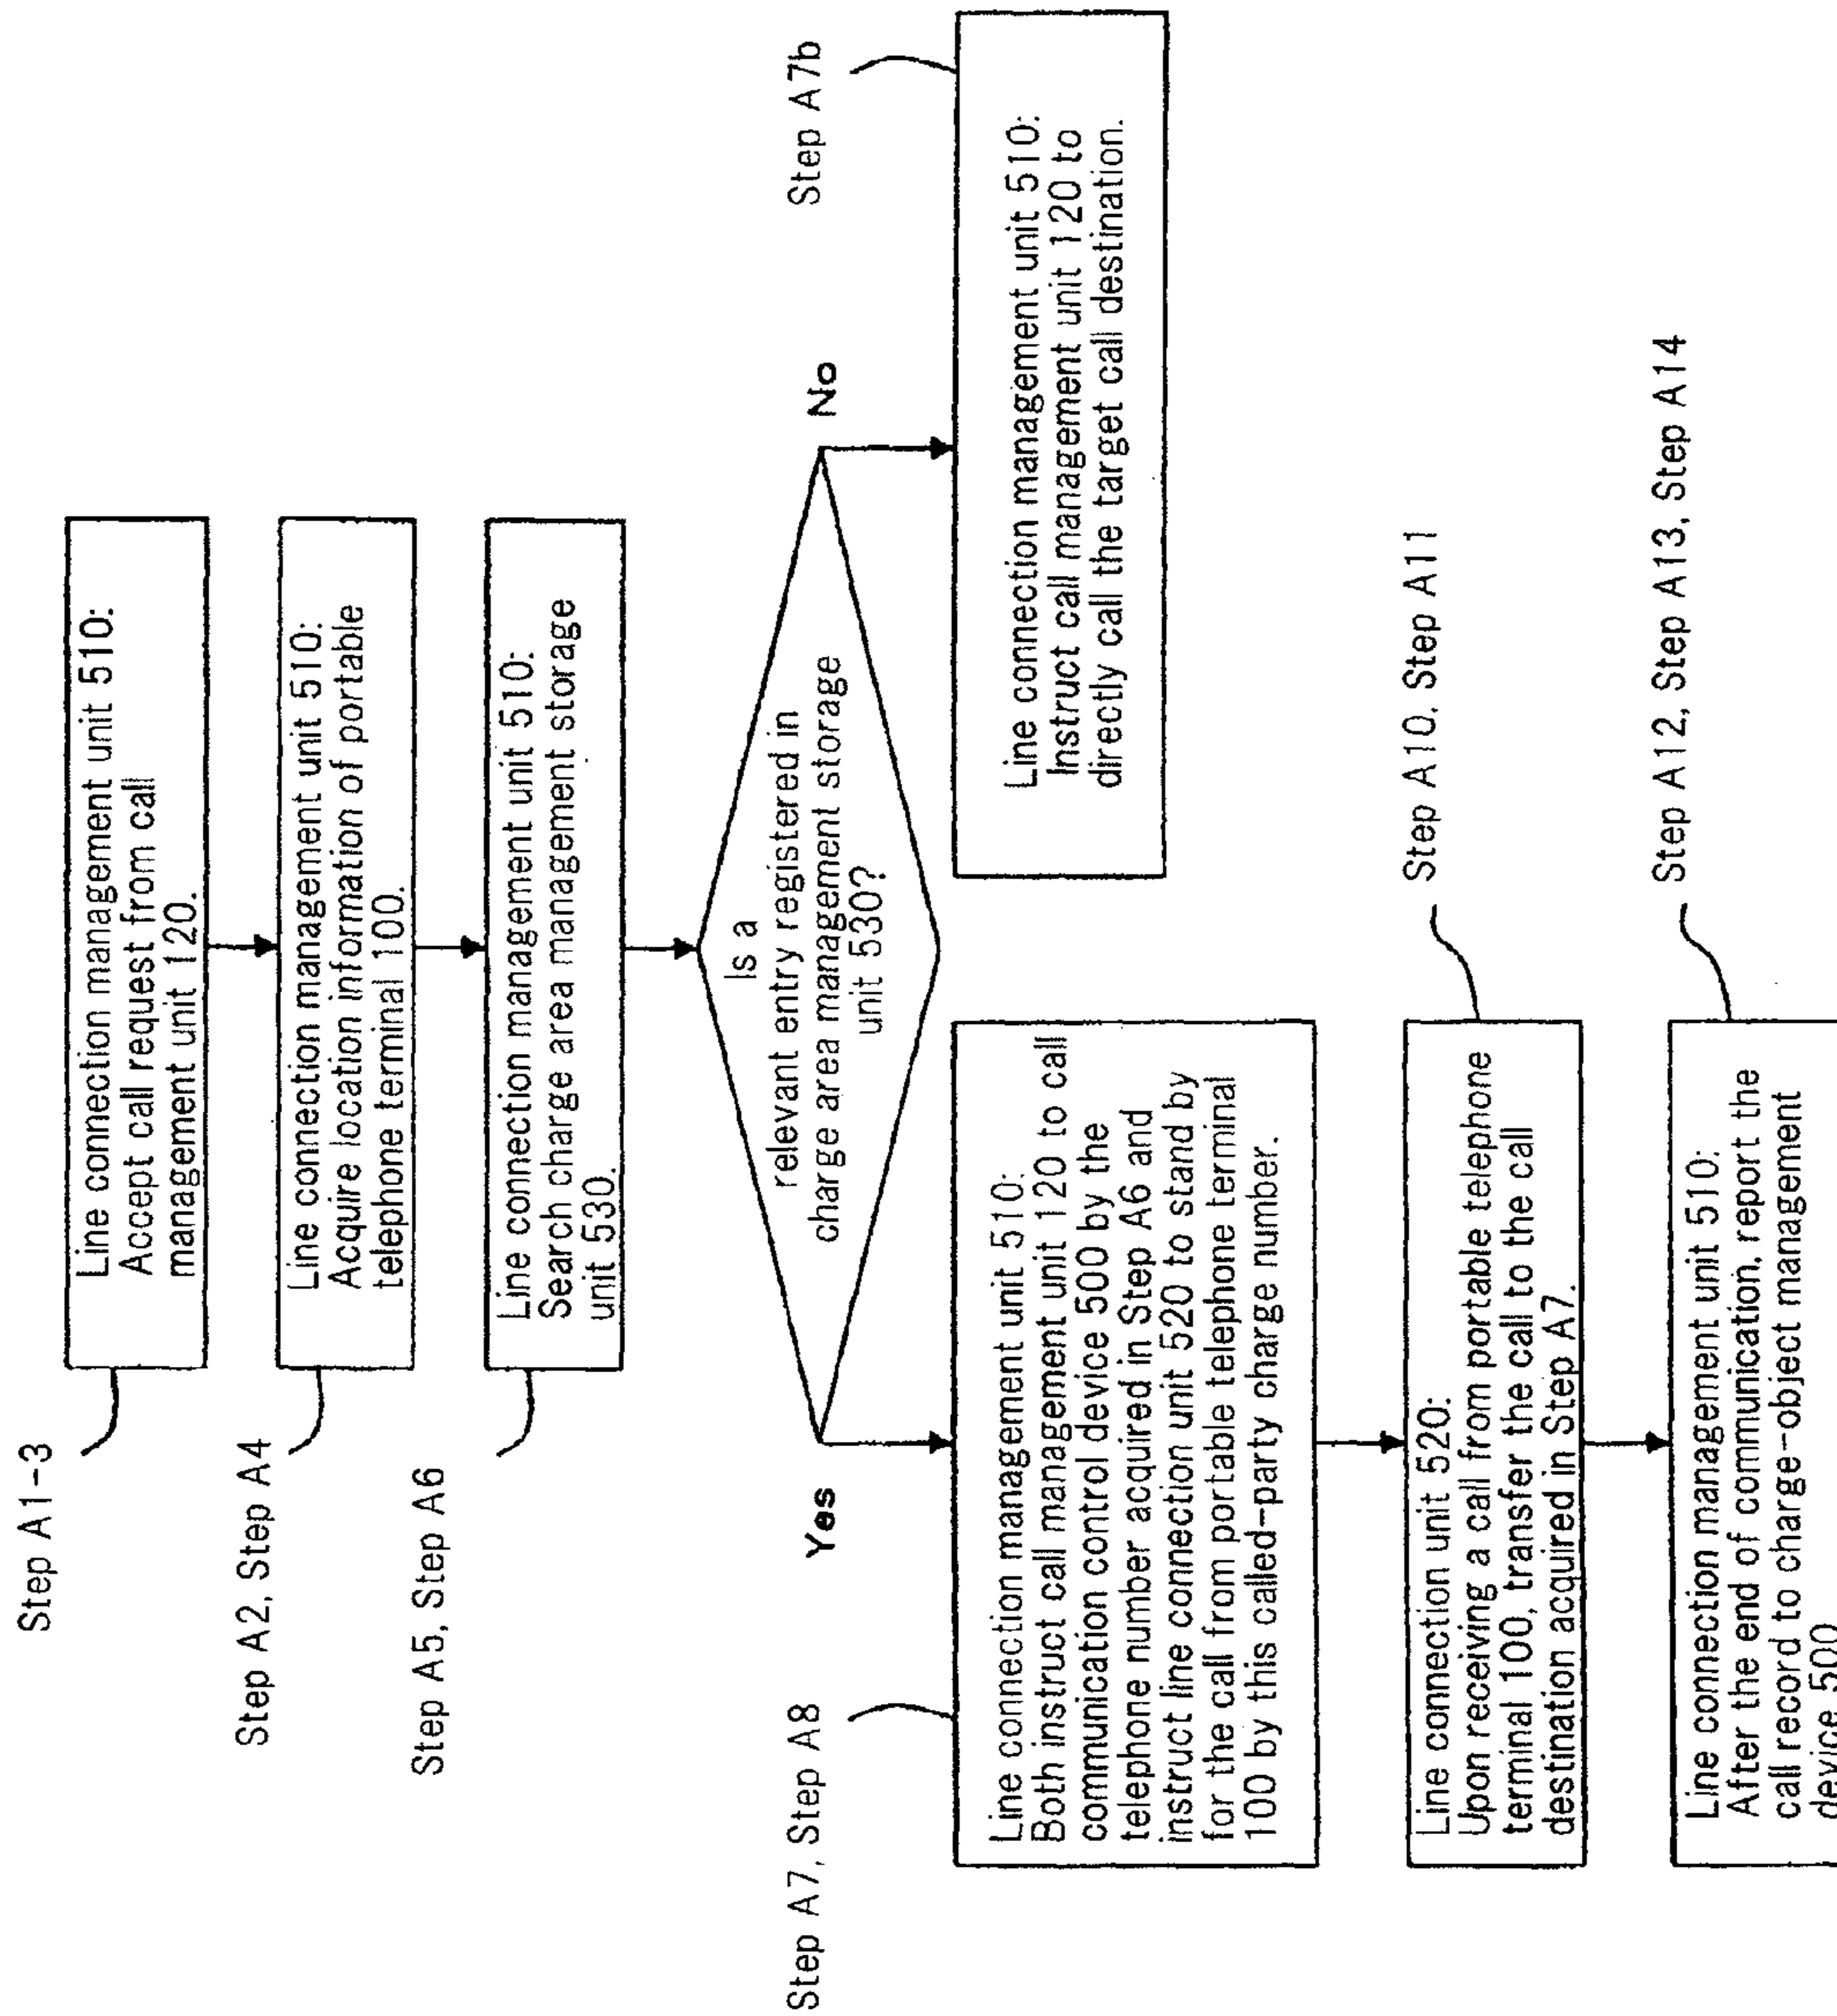 Step A1-3
Line connection management unit 510:
Accept call request from call
management unit 120.
Step A2, Step A4
Line connection management unit 510:
Acquire location information of portable
telephone terminal 100.
Step A5, Step A6
Line connection management unit 510:
Search charge area management storage
unit 530.
Is a
relevant entry registered in
charge area management storage
unit 530?
Yes
No
Step A7, Step A8
Line connection management unit 510:
Both instruct call management unit 120 to call
communication control device 500 by the
telephone number acquired in Step A6 and
instruct line connection unit 520 to stand by
for the call from portable telephone terminal
100 by this called-party charge number.
Step A7b
Line connection management unit 510:
Instruct call management unit 120 to
directly call the target call destination.
Step A10, Step A11
Line connection unit 520:
Upon receiving a call from portable telephone
terminal 100, transfer the call to the call
destination acquired in Step A7.
Step A12, Step A13, Step A14
Line connection management unit 510:
After the end of communication, report the
call record to charge-object management
device 500